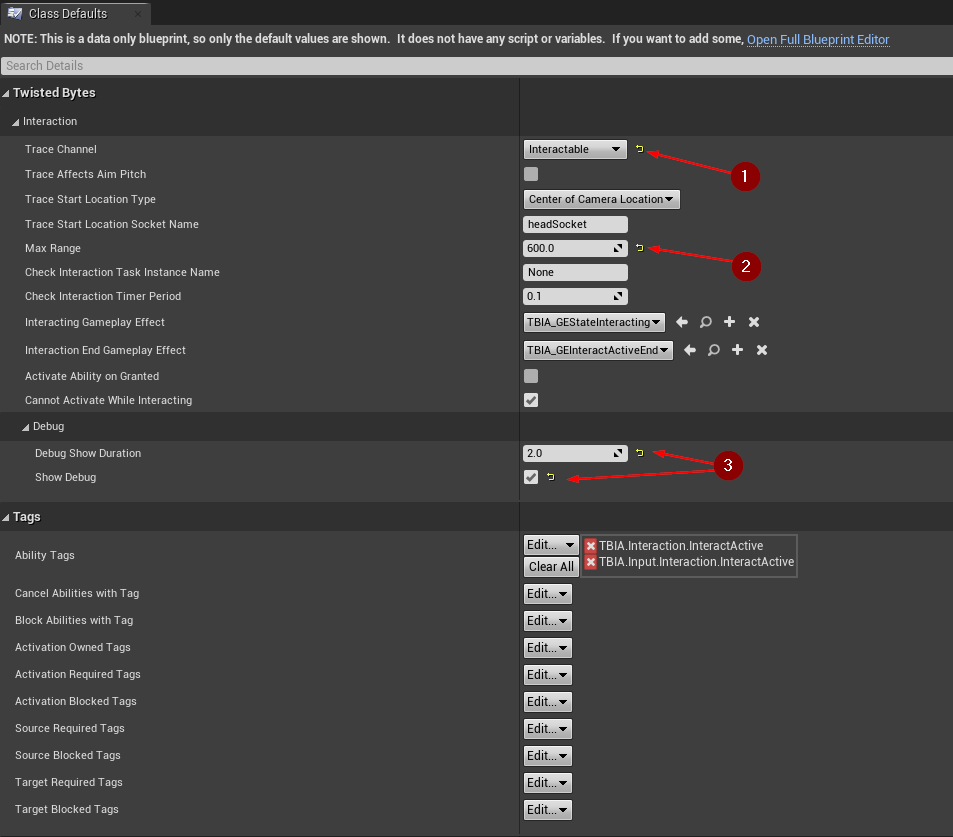 Class Defaults
NOTE: This is a data only blueprint, so only the default values are shown.  It does not have any script or variables.  If you want to add some, Open Full Blueprint Editor
Search Details
Twisted Bytes
Interaction
Trace Channel Interactable
1
Trace Affects Aim Pitch
Trace Start Location Type Center of Camera Location
Trace Start Location Socket Name headSocket
Max Range 600.0
2
Check Interaction Task Instance Name None
Check Interaction Timer Period 0.1
Interacting Gameplay Effect TBIA_GEStateInteracting
Interaction End Gameplay Effect TBIA_GEInteractActiveEnd
Activate Ability on Granted
Cannot Activate While Interacting
Debug
Debug Show Duration 2.0
3
Show Debug
Tags
Ability Tags Edit... TBIA.Interaction.InteractActive
Clear All TBIA.Input.Interaction.InteractActive
Cancel Abilities with Tag Edit...
Block Abilities with Tag Edit...
Activation Owned Tags Edit...
Activation Required Tags Edit...
Activation Blocked Tags Edit...
Source Required Tags Edit...
Source Blocked Tags Edit...
Target Required Tags Edit...
Target Blocked Tags Edit...